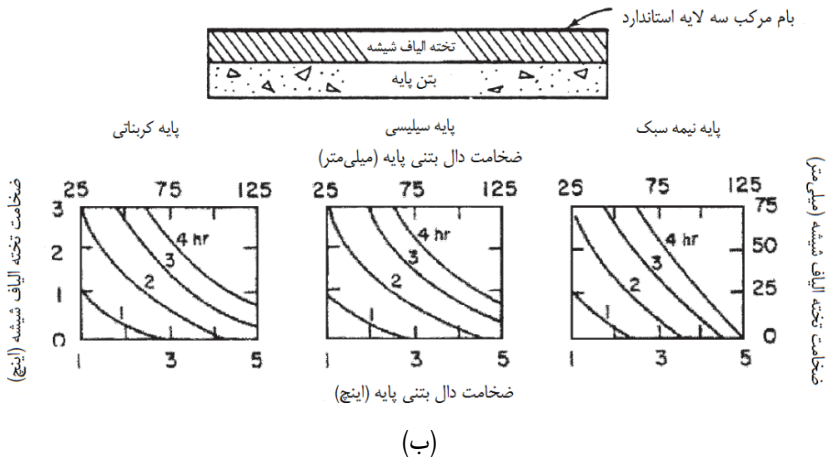 بام مرکب سه لایه استاندارد
تخته الیاف شیشه
بتن پایه
پایه کربناتی
پایه سیلیسی
پایه نیمه سبک
ضخامت دال بتنی پایه (میلی‌متر)
25 75 125
25 75 125
25 75 125
ضخامت تخته الیاف شیشه (اینچ)
3
2
1
0
4 hr
3
2
1
4 hr
3
2
1
4 hr
3
2
1
75
50
25
0
ضخامت تخته الیاف شیشه (میلی‌متر)
1 3 5
1 3 5
1 3 5
ضخامت دال بتنی پایه (اینچ)
(ب)